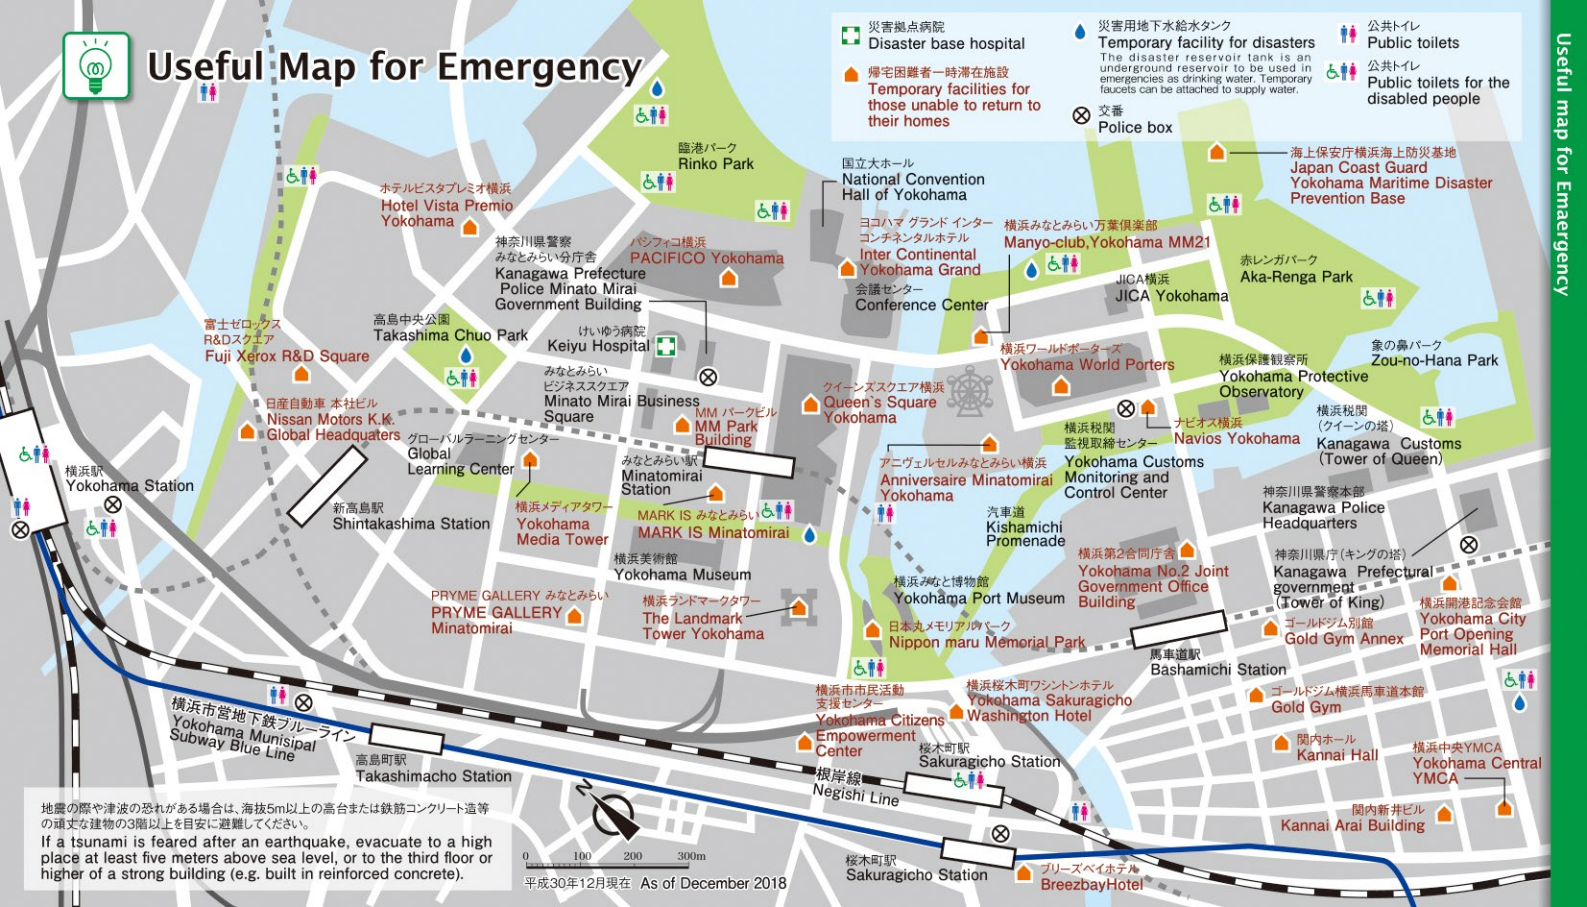 Useful Map for Emergency
災害拠点病院
Disaster base hospital
帰宅困難者一時滞在施設
Temporary facilities for
those unable to return to
their homes
災害用地下水給水タンク
Temporary facility for disasters
The disaster reservoir tank is an
underground reservoir to be used in
emergencies as drinking water. Temporary
faucets can be attached to supply water.
交番
Police box
公共トイレ
Public toilets
公共トイレ
Public toilets for the
disabled people
Useful map for Emaergency
臨港パーク
Rinko Park
国立大ホール
National Convention
Hall of Yokohama
海上保安庁横浜海上防災基地
Japan Coast Guard
Yokohama Maritime Disaster
Prevention Base
ホテルビスタプレミオ横浜
Hotel Vista Premio
Yokohama
神奈川県警察
みなとみらい分庁舎
Kanagawa Prefecture
Police Minato Mirai
Government Building
パシフィコ横浜
PACIFICO Yokohama
ヨコハマ グランド インター
コンチネンタルホテル
Inter Continental
Yokohama Grand
会議センター
Conference Center
横浜みなとみらい万葉倶楽部
Manyo-club,Yokohama MM21
JICA横浜
JICA Yokohama
赤レンガパーク
Aka-Renga Park
富士ゼロックス
R&Dスクエア
Fuji Xerox R&D Square
高島中央公園
Takashima Chuo Park
けいゆう病院
Keiyu Hospital
みなとみらい
ビジネススクエア
Minato Mirai Business
Square
横浜ワールドポーターズ
Yokohama World Porters
横浜保護観察所
Yokohama Protective
Observatory
象の鼻パーク
Zou-no-Hana Park
日産自動車 本社ビル
Nissan Motors K.K.
Global Headquaters
グローバルラーニングセンター
Global
Learning Center
MM パークビル
MM Park
Building
クイーンズスクエア横浜
Queen`s Square
Yokohama
ナビオス横浜
Navios Yokohama
横浜税関
(クイーンの塔)
Kanagawa Customs
(Tower of Queen)
横浜税関
監視取締センター
Yokohama Customs
Monitoring and
Control Center
横浜駅
Yokohama Station
新高島駅
Shintakashima Station
横浜メディアタワー
Yokohama
Media Tower
みなとみらい駅
Minatomirai
Station
MARK IS みなとみらい
MARK IS Minatomirai
アニヴェルセルみなとみらい横浜
Anniversaire Minatomirai
Yokohama
汽車道
Kishamichi
Promenade
神奈川県警察本部
Kanagawa Police
Headquarters
神奈川県庁(キングの塔)
Kanagawa Prefectural
government
(Tower of King)
横浜美術館
Yokohama Museum
横浜みなと博物館
Yokohama Port Museum
横浜第2合同庁舎
Yokohama No.2 Joint
Government Office
Building
PRYME GALLERY みなとみらい
PRYME GALLERY
Minatomirai
横浜ランドマークタワー
The Landmark
Tower Yokohama
日本丸メモリアルパーク
Nippon maru Memorial Park
馬車道駅
Bashamichi Station
ゴールドジム別館
Gold Gym Annex
横浜開港記念会館
Yokohama City
Port Opening
Memorial Hall
横浜市市民活動
支援センター
Yokohama Citizens
Empowerment
Center
横浜桜木町ワシントンホテル
Yokohama Sakuragicho
Washington Hotel
ゴールドジム横浜馬車道本館
Gold Gym
関内ホール
Kannai Hall
横浜中央YMCA
Yokohama Central
YMCA
関内新井ビル
Kannai Arai Building
横浜市営地下鉄ブルーライン
Yokohama Munisipal
Subway Blue Line
高島町駅
Takashimacho Station
桜木町駅
Sakuragicho Station
根岸線
Negishi Line
桜木町駅
Sakuragicho Station
ブリーズベイホテル
BreezbayHotel
地震の際や津波の恐れがある場合は、海抜5m以上の高台または鉄筋コンクリート造等
の頑丈な建物の3階以上を目安に避難してください。
If a tsunami is feared after an earthquake, evacuate to a high
place at least five meters above sea level, or to the third floor or
higher of a strong building (e.g. built in reinforced concrete).
N
0 100 200 300m
平成30年12月現在 As of December 2018